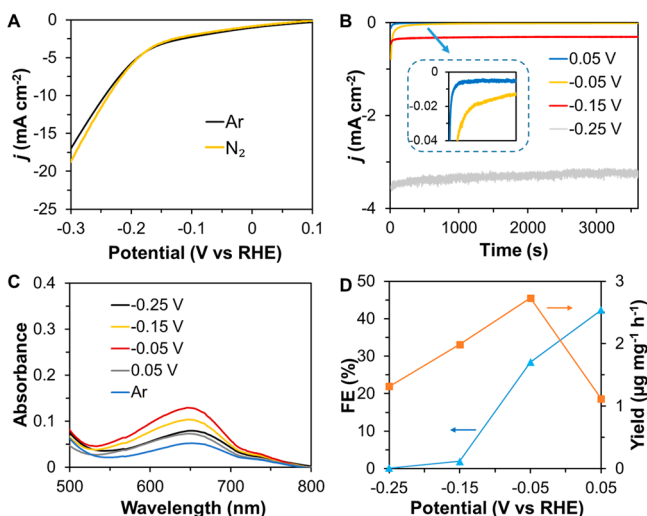 A
0
-5
-10
-15
-20
-25
j (mA cm-2)
Ar
N2
-0.3
-0.2
-0.1
0
0.1
Potential (V vs RHE)
B
0
-2
-4
j (mA cm-2)
0
-0.02
-0.04
0.05 V
-0.05 V
-0.15 V
-0.25 V
0
1000
2000
3000
Time (s)
C
0.4
0.3
0.2
0.1
0
Absorbance
-0.25 V
-0.15 V
-0.05 V
0.05 V
Ar
500
600
700
800
Wavelength (nm)
D
50
40
30
20
10
0
FE (%)
3
2
1
0
Yield (µg mg-1 h-1)
-0.25
-0.15
-0.05
0.05
Potential (V vs RHE)